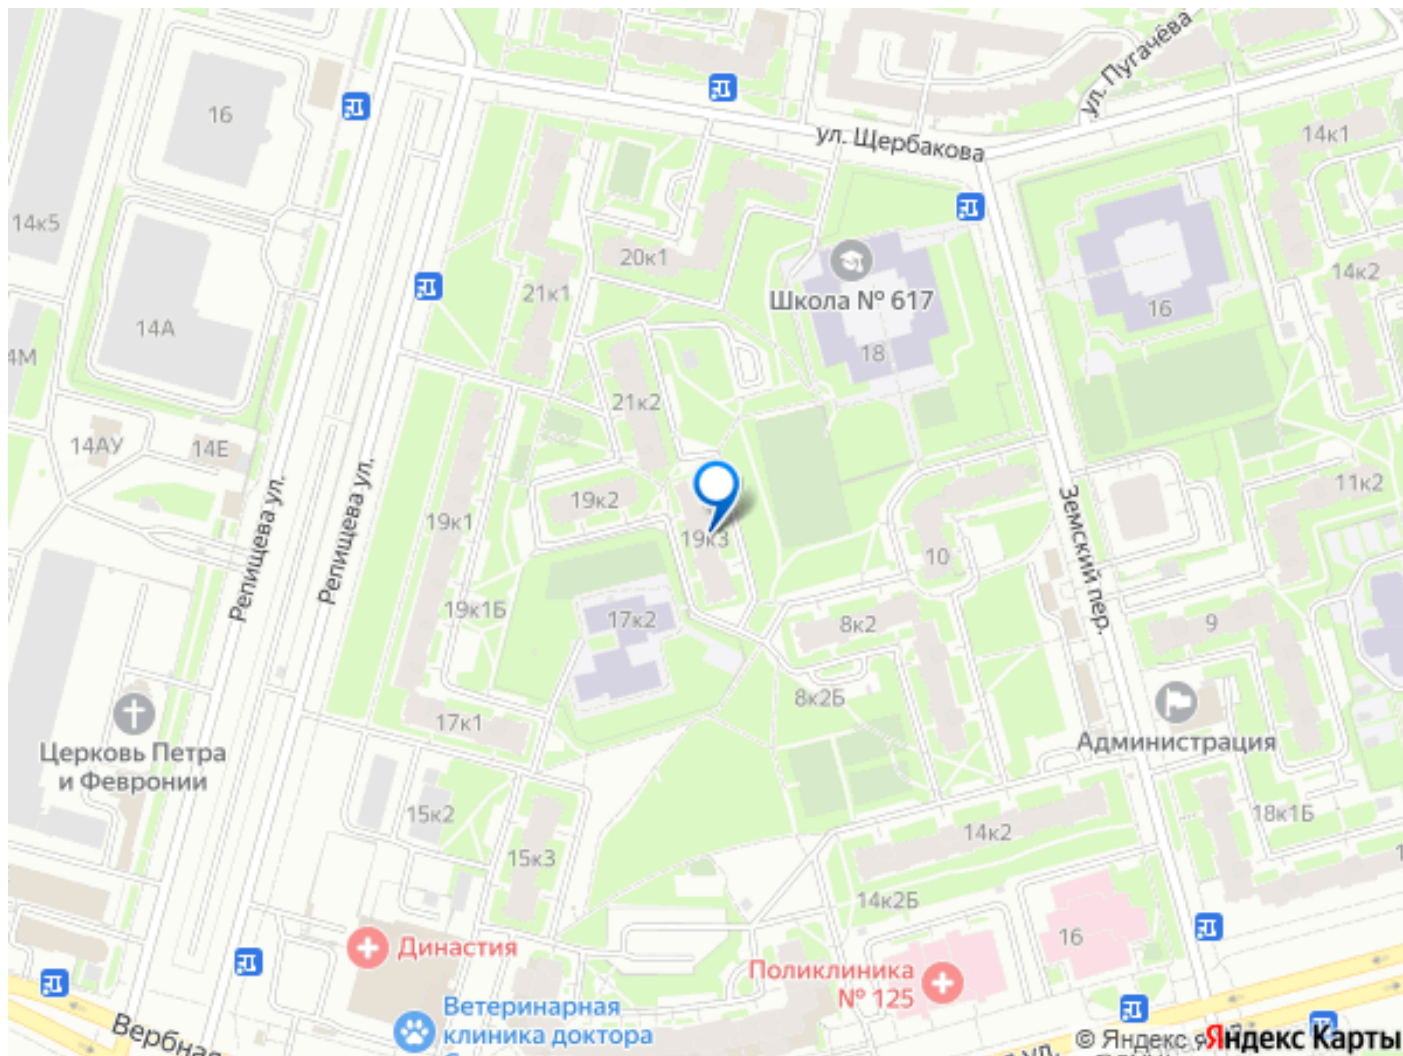 ул. Пугачёва
16
ул. Щербакова
14к1
14к5
20к1
14к2
21к1
Школа № 617
16
14А
18
4М
21к2
14АУ
14Е
11к2
19к2
19к1
19к3
Репищева ул.
Репищева ул.
Земский пер.
10
19к1Б
17к2
8к2
9
8к2Б
17к1
Церковь Петра
и Февронии
Администрация
15к2
14к2
18к1Б
15к3
14к2Б
Династия
16
Поликлиника
№ 125
Ветеринарная
клиника доктора
Вербная
© Яндекс
Яндекс Карты